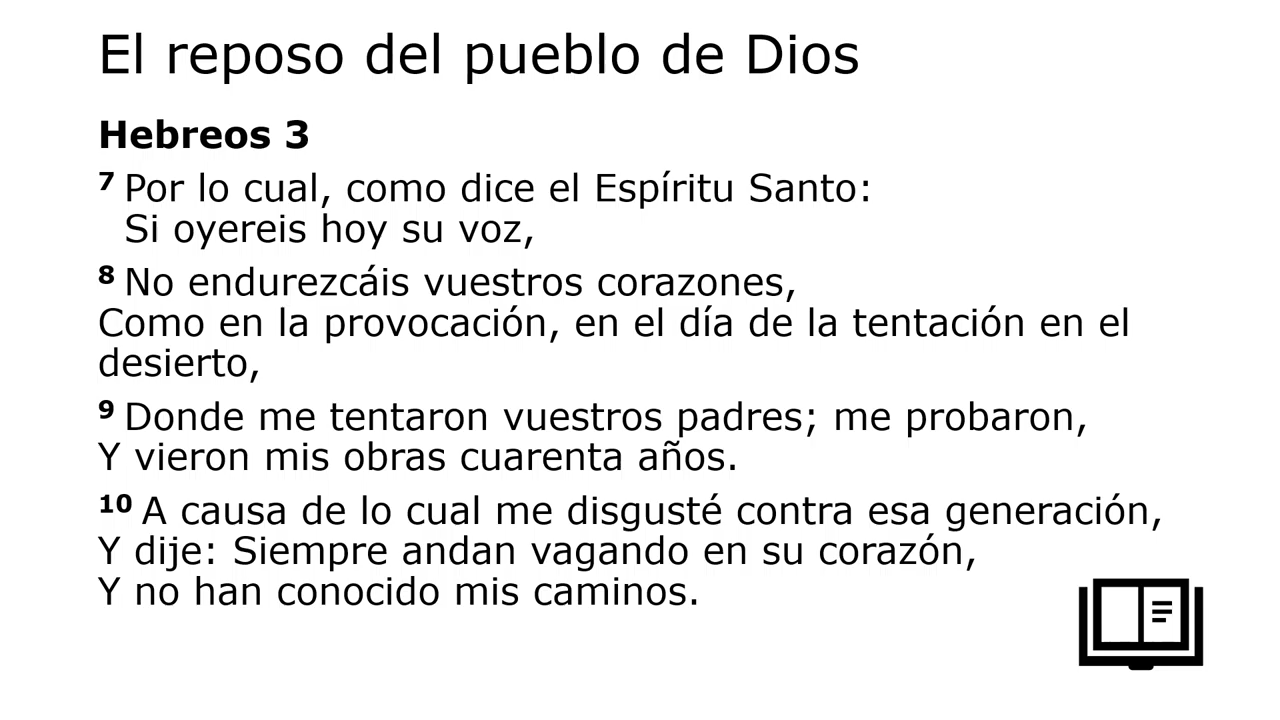 El reposo del pueblo de Dios
Hebreos 3
7 Por lo cual, como dice el Espíritu Santo:
Si oyereis hoy su voz,
8 No endurezcáis vuestros corazones,
Como en la provocación, en el día de la tentación en el
desierto,
9 Donde me tentaron vuestros padres; me probaron,
Y vieron mis obras cuarenta años.
10 A causa de lo cual me disgusté contra esa generación,
Y dije: Siempre andan vagando en su corazón,
Y no han conocido mis caminos.